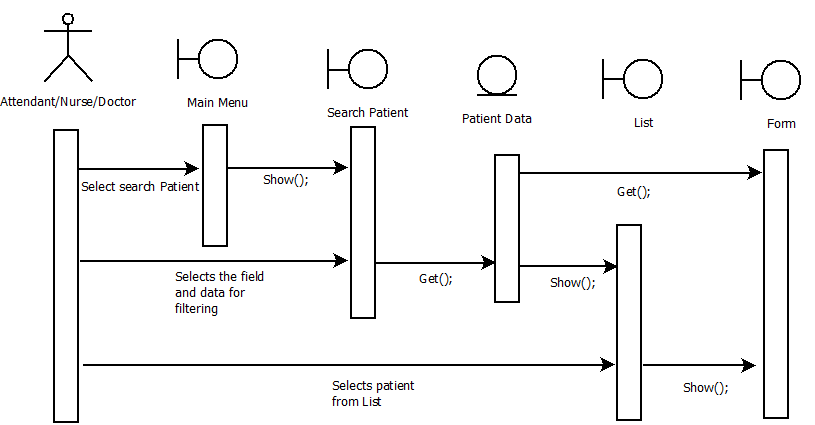 Attendant/Nurse/Doctor
Main Menu
Search Patient
Patient Data
List
Form
Select search Patient
Show();
Get();
Selects the field
and data for
filtering
Get();
Show();
Selects patient
from List
Show();